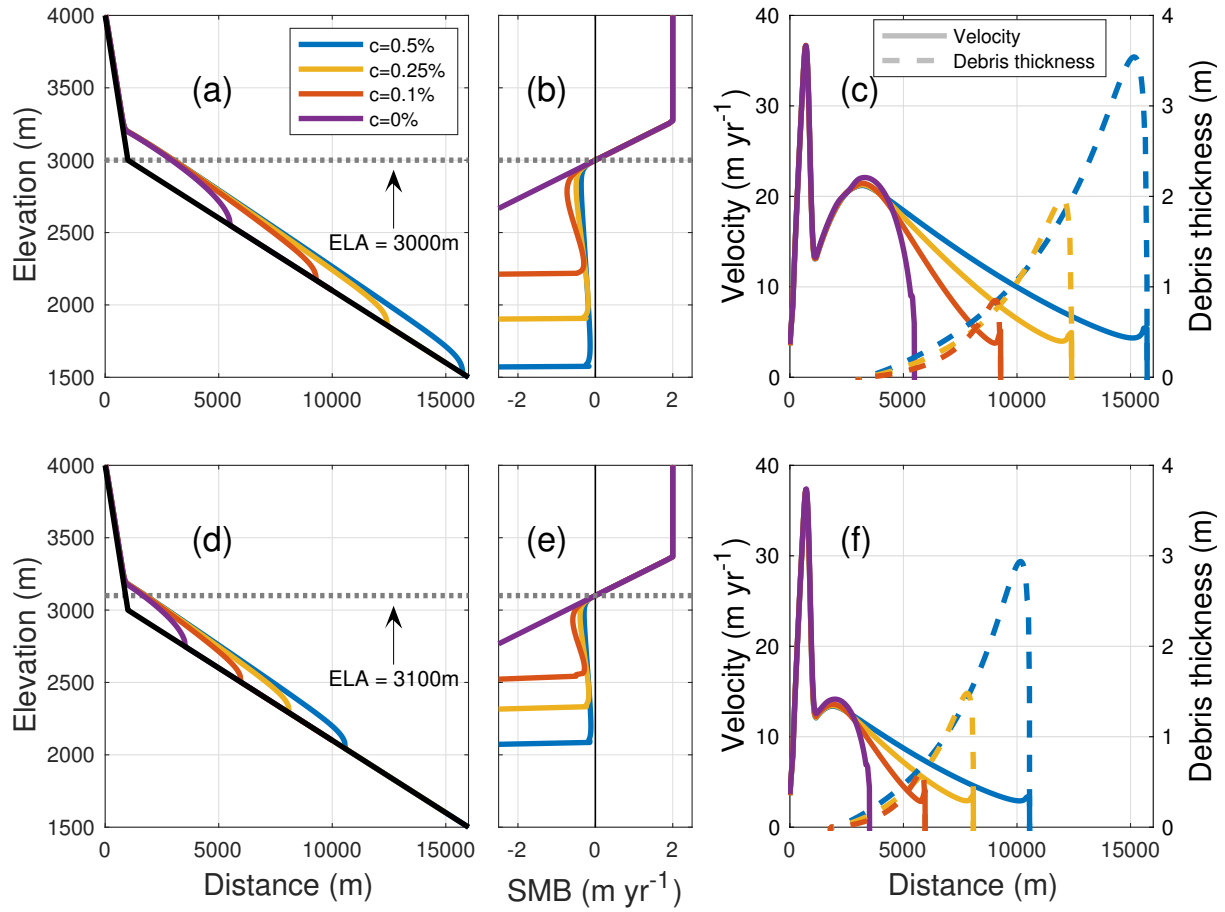 4000
3500
3000
2500
2000
1500
Elevation (m)
(a)
c=0.5%
c=0.25%
c=0.1%
c=0%
ELA = 3000m
0
5000
10000
15000
(b)
-2
0
2
(c)
Velocity
Debris thickness
Velocity (m yr-1)
40
30
20
10
0
Debris thickness (m)
4
3
2
1
0
0
5000
10000
15000
4000
3500
3000
2500
2000
1500
Elevation (m)
(d)
ELA = 3100m
0
5000
10000
15000
Distance (m)
(e)
-2
0
2
SMB (m yr-1)
(f)
Velocity (m yr-1)
40
30
20
10
0
Debris thickness (m)
4
3
2
1
0
0
5000
10000
15000
Distance (m)